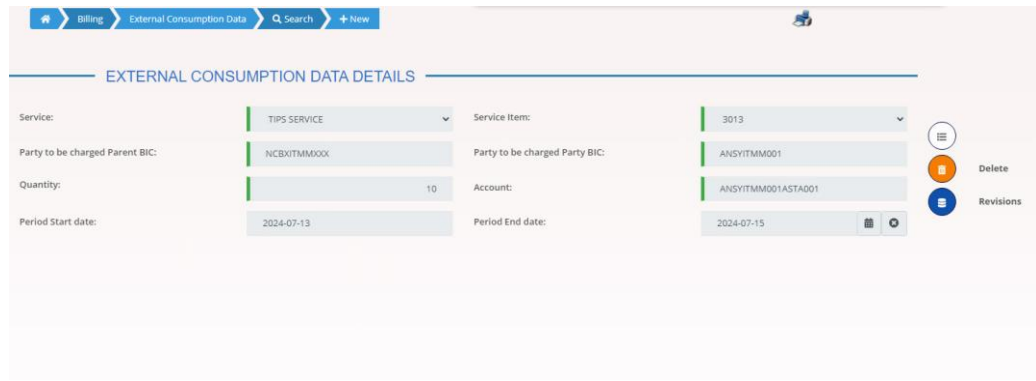 Billing External Consumption Data Search + New
EXTERNAL CONSUMPTION DATA DETAILS
Service: TIPS SERVICE Service Item: 3013
Party to be charged Parent BIC: NCBXITMMXXX Party to be charged Party BIC: ANSYITMM001
Delete
Quantity: 10 Account: ANSYITMM001ASTA001
Revisions
Period Start date: 2024-07-13 Period End date: 2024-07-15